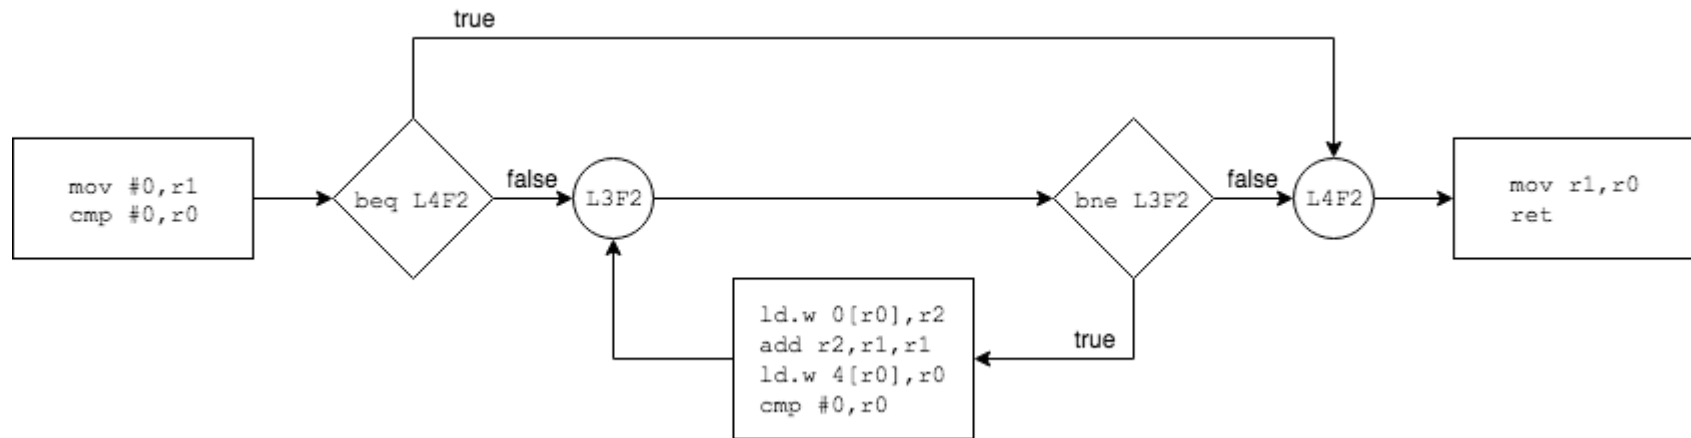 true
mov #0,r1
cmp #0,r0
beq L4F2
false
L3F2
bne L3F2
false
L4F2
mov r1,r0
ret
ld.w 0[r0],r2
add r2,r1,r1
ld.w 4[r0],r0
cmp #0,r0
true